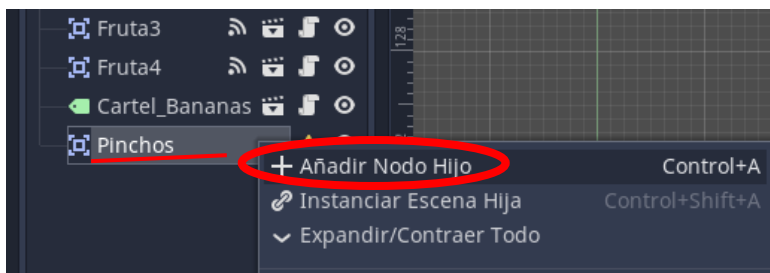 Fruta3
128
Fruta4
Cartel_Bananas
Pinchos
Añadir Nodo Hijo Control+A
Instanciar Escena Hija Control+Shift+A
Expandir/Contraer Todo